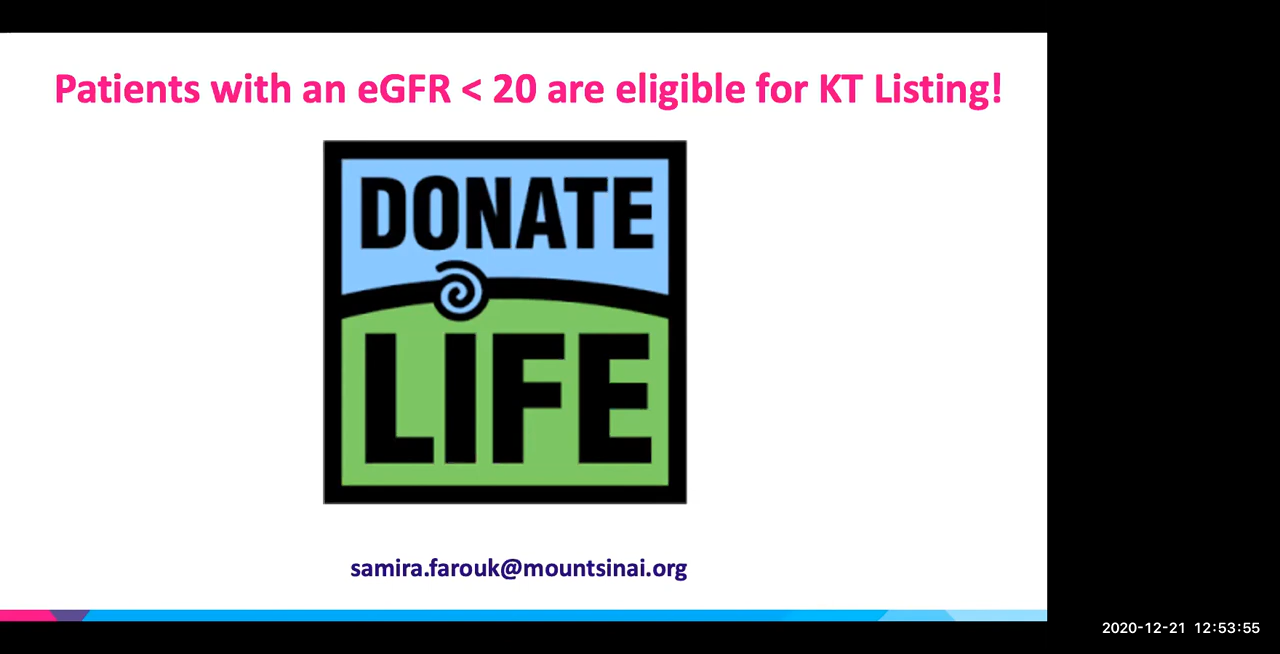 Patients with an eGFR < 20 are eligible for KT Listing!
DONATE
LIFE
samira.farouk@mountsinai.org
2020-12-21 12:53:55